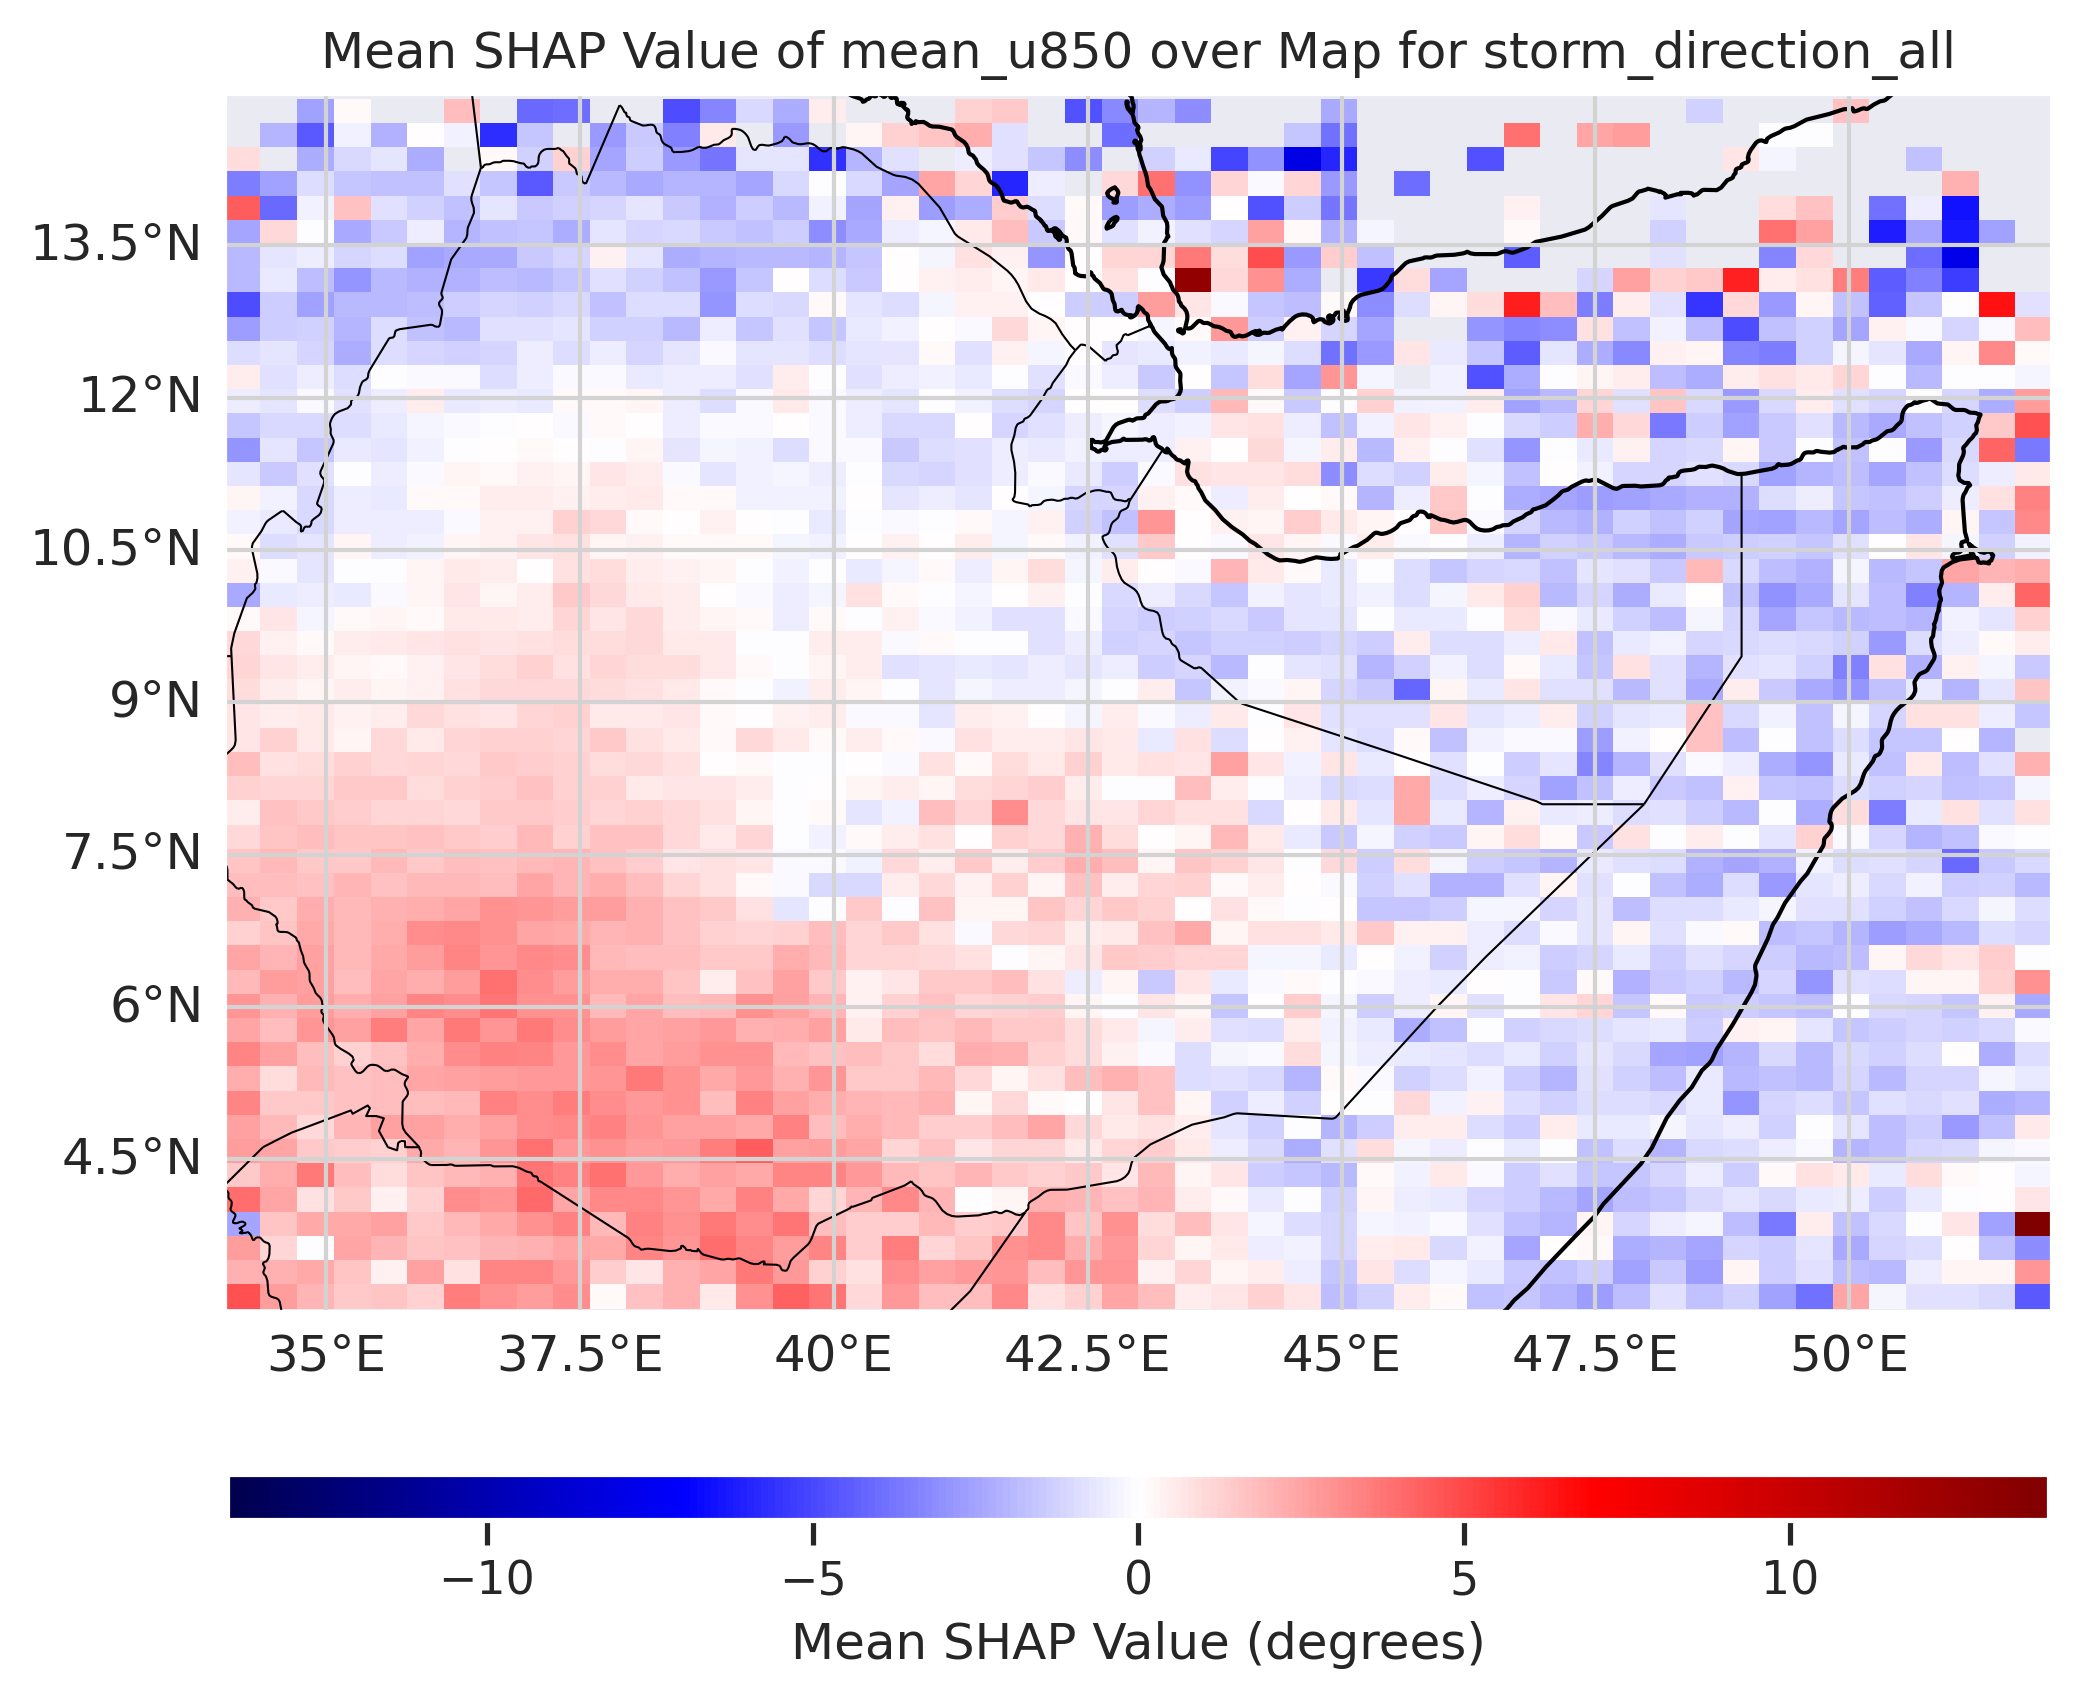 Mean SHAP Value of mean_u850 over Map for storm_direction_all
13.5°N
12°N
10.5°N
9°N
7.5°N
6°N
4.5°N
35°E 37.5°E 40°E 42.5°E 45°E 47.5°E 50°E
−10 −5 0 5 10
Mean SHAP Value (degrees)